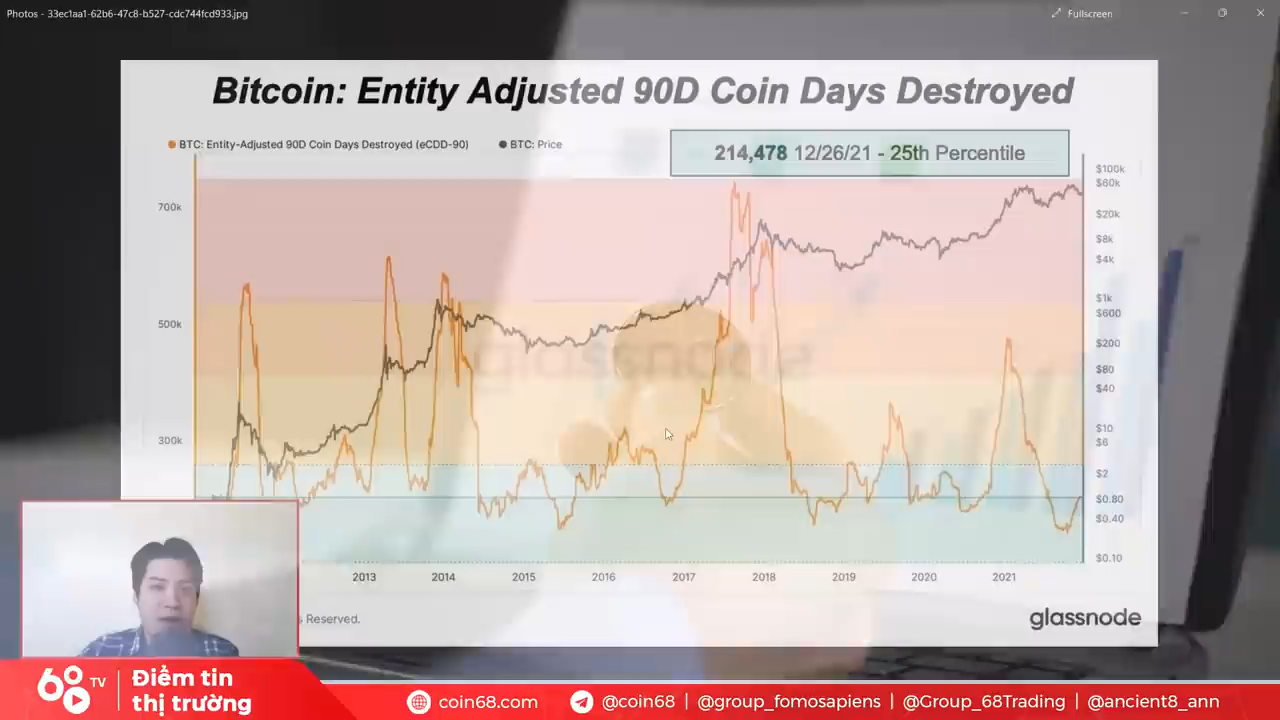 Photos - 33ec1aa1-62b6-47c8-b527-cdc744fcd933.jpg
Fullscreen
Bitcoin: Entity Adjusted 90D Coin Days Destroyed
BTC: Entity-Adjusted 90D Coin Days Destroyed (eCDD-90)
BTC: Price
214,478 12/26/21 - 25th Percentile
700k
500k
300k
$100k
$60k
$20k
$8k
$4k
$1k
$600
$200
$80
$40
$10
$6
$2
$0.80
$0.40
$0.10
glassnode
2013
2014
2015
2016
2017
2018
2019
2020
2021
Reserved.
glassnode
68 TV
Điểm tin
thị trường
coin68.com
@coin68 | @group_fomosapiens | @Group_68Trading | @ancient8_ann